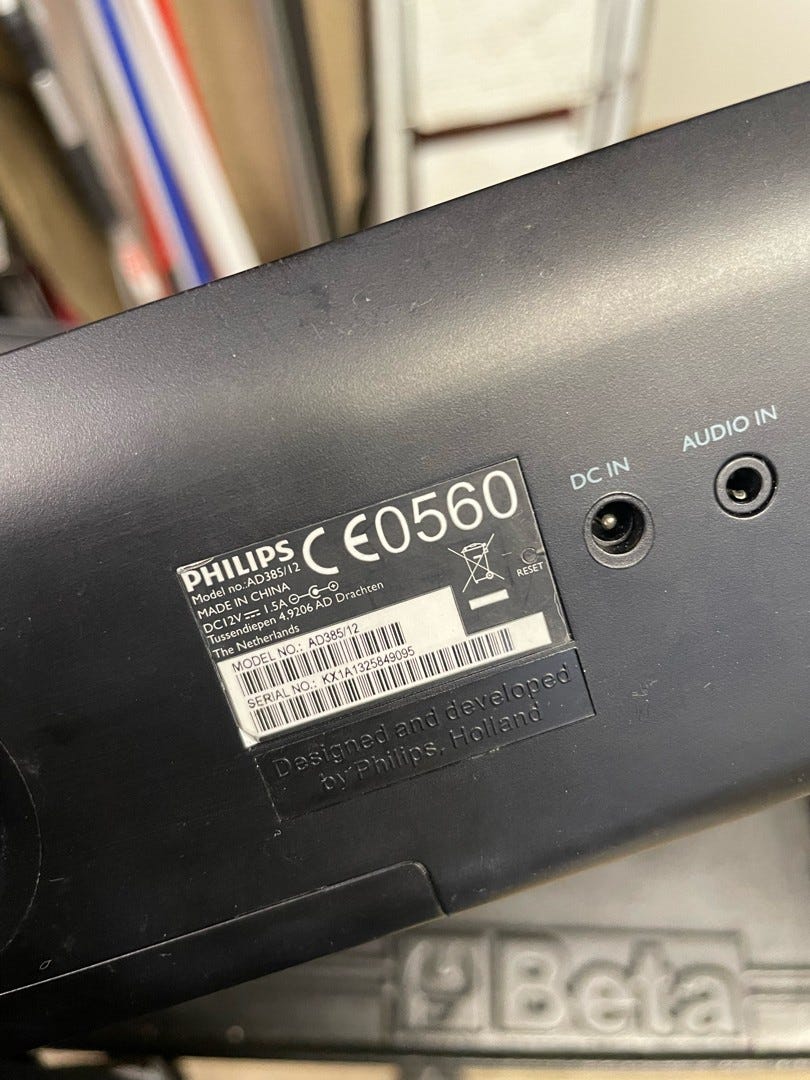 PHILIPS CE0560
Model no.:AD385/12
MADE IN CHINA
DC12V 1.5A
Tussendiepen 4,9206 AD Drachten
The Netherlands
RESET
MODEL NO.: AD385/12
SERIAL NO.: KX1A1325849095
Designed and developed
by Philips, Holland
DC IN
AUDIO IN
Beta